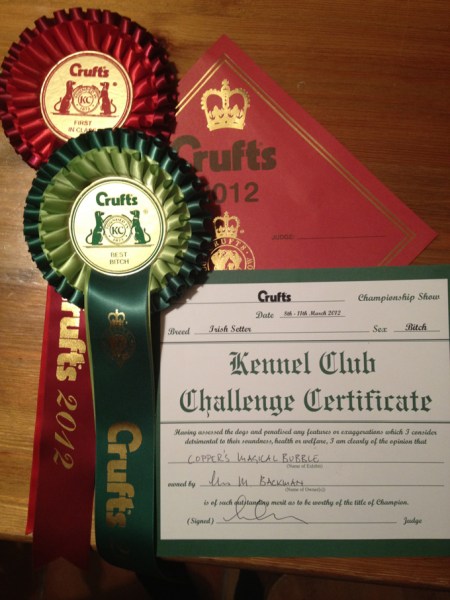 Crufts
KC
FIRST
IN CLASS
Crufts
KC
BEST
BITCH
Crufts
2012
CRUFTS
JUDGE
Crufts 2012
Crufts
Crufts Championship Show
Date 8th - 11th March 2012
Breed Irish Setter Sex Bitch
Kennel Club
Challenge Certificate
Having assessed the dogs and penalised any features or exaggerations which I consider
detrimental to their soundness, health or welfare, I am clearly of the opinion that
COPPER'S MAGICAL BUBBLE
(Name of Exhibit)
owned by M BACKMAN
(Name of Owner(s))
is of such outstanding merit as to be worthy of the title of Champion.
(Signed) Judge